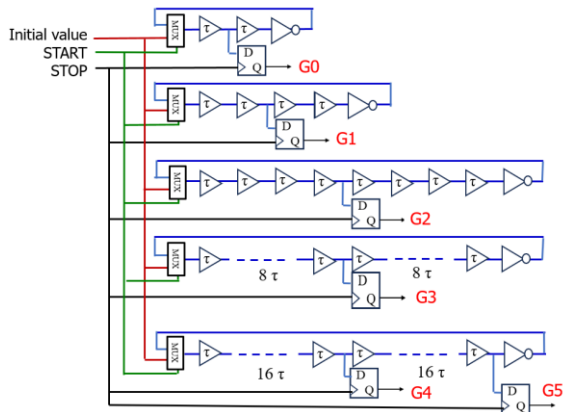 Initial value
START
STOP
MUX
τ τ
D
Q
G0
MUX
τ τ τ τ
D
Q
G1
MUX
τ τ τ τ τ τ τ τ
D
Q
G2
MUX
τ τ τ τ
8 τ 8 τ
D
Q
G3
MUX
τ τ τ τ
16 τ 16 τ
D
Q
G4
D
Q
G5